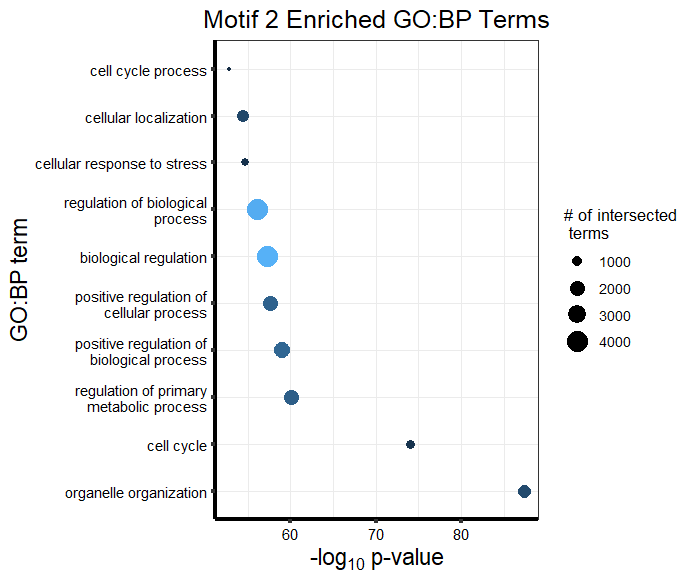 Motif 2 Enriched GO:BP Terms
GO:BP term
cell cycle process
cellular localization
cellular response to stress
regulation of biological
process
biological regulation
positive regulation of
cellular process
positive regulation of
biological process
regulation of primary
metabolic process
cell cycle
organelle organization
60 70 80
-log10 p-value
# of intersected
terms
1000
2000
3000
4000